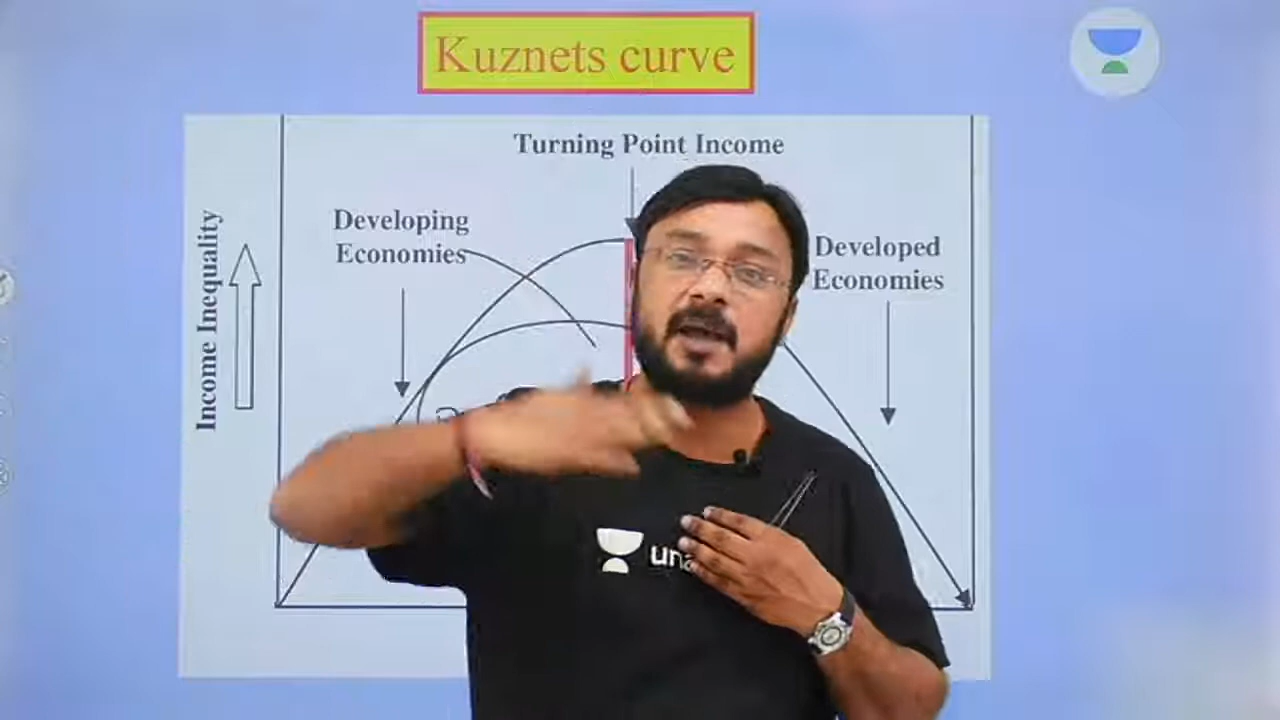 Kuznets curve
Turning Point Income
Developing
Economies
Developed
Economies
Income Inequality